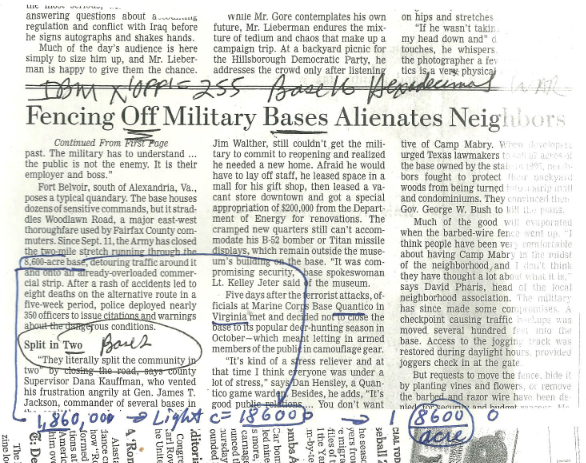 answering questions about a
regulation and conflict with Iraq before
he signs autographs and shakes hands.
Much of the day's audience is here
simply to size him up, and Mr. Lieber-
man is happy to give them the chance.
While Mr. Gore contemplates his own
future, Mr. Lieberman endures the mix-
ture of tedium and chaos that make up a
campaign trip. At a backyard picnic for
the Hillsborough Democratic Party, he
addresses the crowd only after listening
on hips and stretches
"If he wasn't takin
my head down and" d
touches, he whispers,
the photographer a few
tics is a very physical
IBM "OFF" = 255 Base 16 Hexadecimal
Fencing Off Military Bases Alienates Neighbors
Continued From First Page
past. The military has to understand ...
the public is not the enemy. It is their
employer and boss."
Fort Belvoir, south of Alexandria, Va.,
poses a typical quandary. The base houses
dozens of sensitive commands, but it strad-
dles Woodlawn Road, a major east-west
thoroughfare used by Fairfax County com-
muters. Since Sept. 11, the Army has closed
the two-mile stretch running through the
8,600-acre base, detouring traffic around it
and onto an already-overloaded commer-
cial strip. After a rash of accidents led to
eight deaths on the alternate route in a
five-week period, police deployed nearly
350 officers to issue citations and warnings
about the dangerous conditions.
Split in Two Bases
"They literally split the community in
two" by closing the road, says county
Supervisor Dana Kauffman, who vented
his frustration angrily at Gen. James T.
Jackson, commander of several bases in
Jim Walther, still couldn't get the mili-
tary to commit to reopening and realized
he needed a new home. Afraid he would
have to lay off staff, he leased space in a
mall for his gift shop, then leased a va-
cant store downtown and got a special
appropriation of $200,000 from the Depart-
ment of Energy for renovations. The
cramped new quarters still can't accom-
modate his B-52 bomber or Titan missile
displays, which remain outside the muse-
um's building on the base. "It was com-
promising security," base spokeswoman
Lt. Kelley Jeter said of the museum.
Five days after the terrorist attacks, of-
ficials at Marine Corps Base Quantico in
Virginia met and decided not to close the
base to its popular deer-hunting season in
October—which meant letting in armed
members of the public in camouflage gear.
"It's kind of a stress reliever and at
that time I think everyone was under a
lot of stress," says Dan Hensley, a Quan-
tico game warden. Besides, he adds, "It's
good public relations. You don't want
tive of Camp Mabry. When developers
urged Texas lawmakers to sell
the base owned by the state
bors fought to protect their backyard
woods from being turned into a strip mall
and condominiums. They convinced then
Gov. George W. Bush to
Much of the good will evaporated
when the barbed-wire fence went up. "I
think people have been very comfortable
about having Camp Mabry in the midst
of the neighborhood, and I don't think
they have thought a lot about what it
says David Pharis, head of the local
neighborhood association. The military
has since made some compromises. A
checkpoint causing traffic
moved several hundred feet into the
base. Access to the jogging track was
restored during daylight hours, provided
joggers check in at the gate.
But requests to move the fence, hide it
by planting vines and flowers, or remove
the barbed and razor wire have been de-
1,860,000 → Light c = 18600 → 8600 0
acre